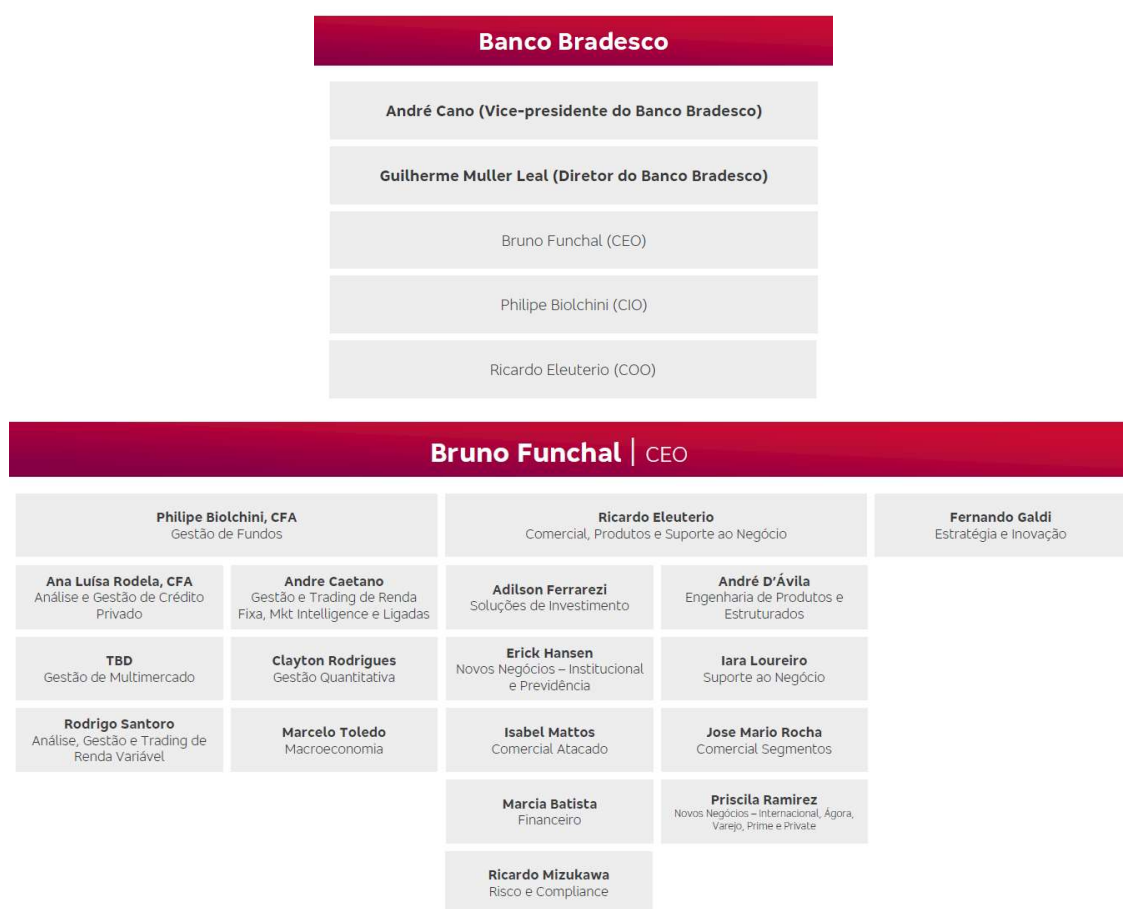 Banco Bradesco
André Cano (Vice-presidente do Banco Bradesco)
Guilherme Muller Leal (Diretor do Banco Bradesco)
Bruno Funchal (CEO)
Philipe Biolchini (CIO)
Ricardo Eleuterio (COO)
Bruno Funchal | CEO
Philipe Biolchini, CFA
Gestão de Fundos
Ricardo Eleuterio
Comercial, Produtos e Suporte ao Negócio
Fernando Galdi
Estratégia e Inovação
Ana Luísa Rodela, CFA
Análise e Gestão de Crédito
Privado
Andre Caetano
Gestão e Trading de Renda
Fixa, Mkt Intelligence e Ligadas
Adilson Ferrarezi
Soluções de Investimento
André D’Ávila
Engenharia de Produtos e
Estruturados
TBD
Gestão de Multimercado
Clayton Rodrigues
Gestão Quantitativa
Erick Hansen
Novos Negócios – Institucional
e Previdência
Iara Loureiro
Suporte ao Negócio
Rodrigo Santoro
Análise, Gestão e Trading de
Renda Variável
Marcelo Toledo
Macroeconomia
Isabel Mattos
Comercial Atacado
Jose Mario Rocha
Comercial Segmentos
Marcia Batista
Financeiro
Priscila Ramirez
Novos Negócios – Internacional, Ágora,
Varejo, Prime e Private
Ricardo Mizukawa
Risco e Compliance